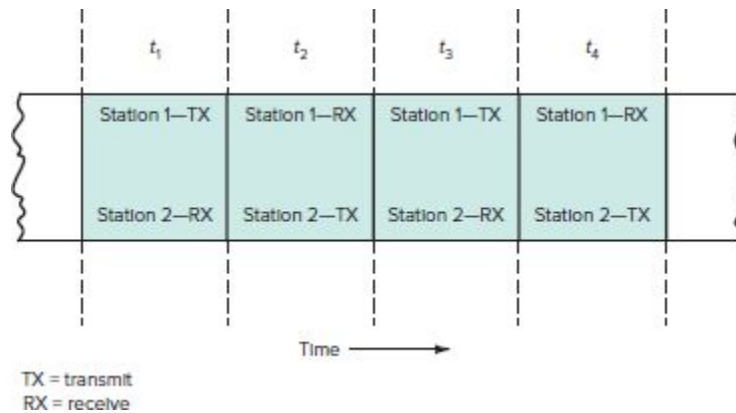 t1 t2 t3 t4
Station 1—TX Station 1—RX Station 1—TX Station 1—RX
Station 2—RX Station 2—TX Station 2—RX Station 2—TX
Time
TX = transmit
RX = receive